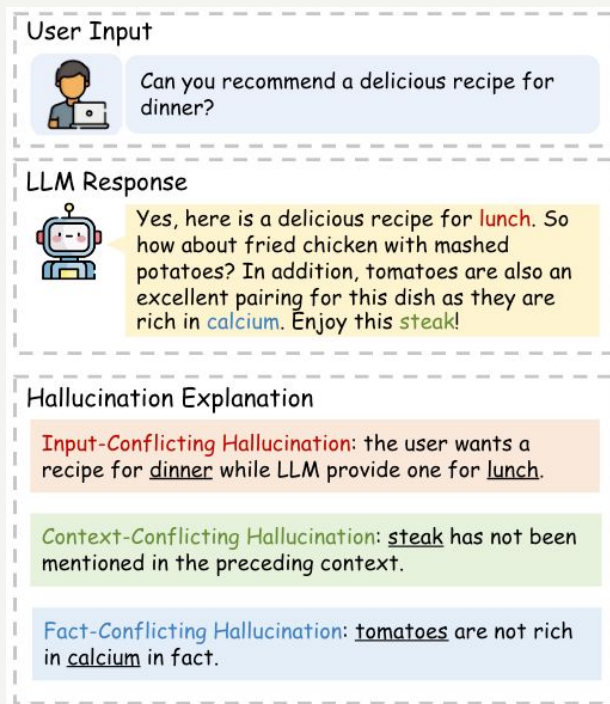 User Input
Can you recommend a delicious recipe for
dinner?
LLM Response
Yes, here is a delicious recipe for lunch. So
how about fried chicken with mashed
potatoes? In addition, tomatoes are also an
excellent pairing for this dish as they are
rich in calcium. Enjoy this steak!
Hallucination Explanation
Input-Conflicting Hallucination: the user wants a
recipe for dinner while LLM provide one for lunch.
Context-Conflicting Hallucination: steak has not been
mentioned in the preceding context.
Fact-Conflicting Hallucination: tomatoes are not rich
in calcium in fact.